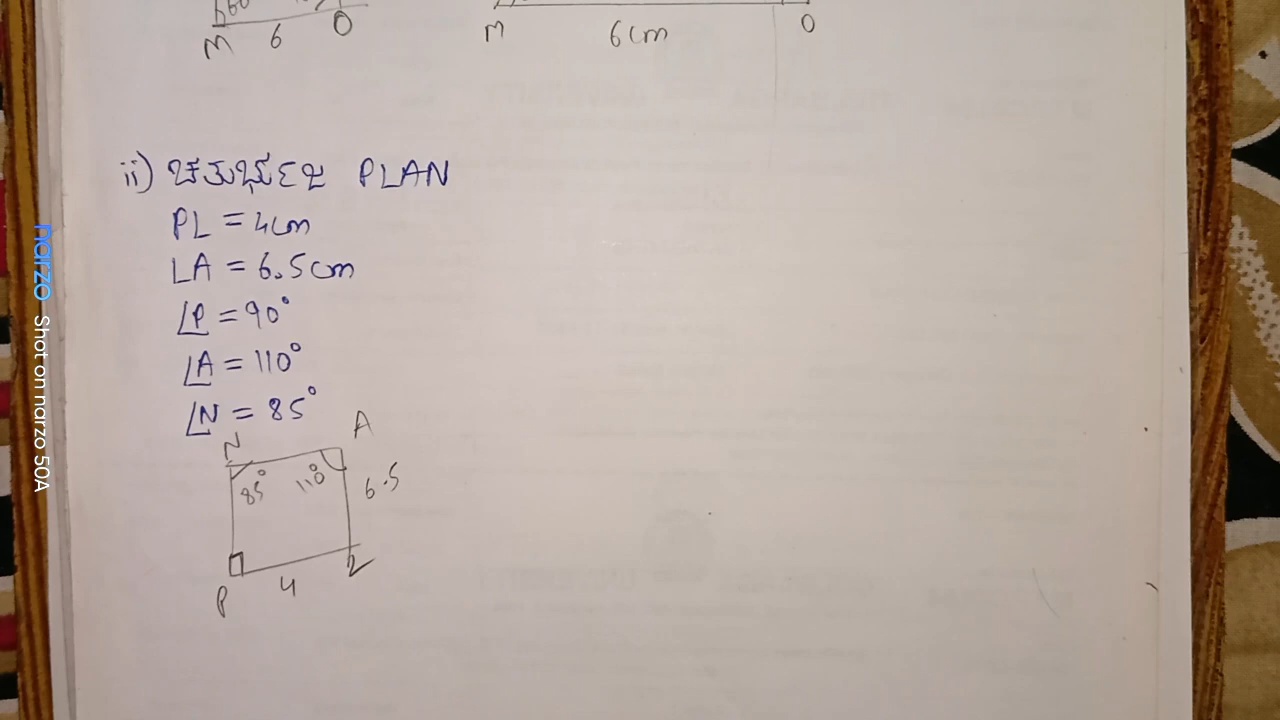 M 6 O M 6cm O
ii) ಚತುರ್ಭುಜ PLAN
PL = 4cm
LA = 6.5cm
∠P = 90°
∠A = 110°
∠N = 85°
N A
85° 110° 6.5
P 4 L
narzo Shot on narzo 50A